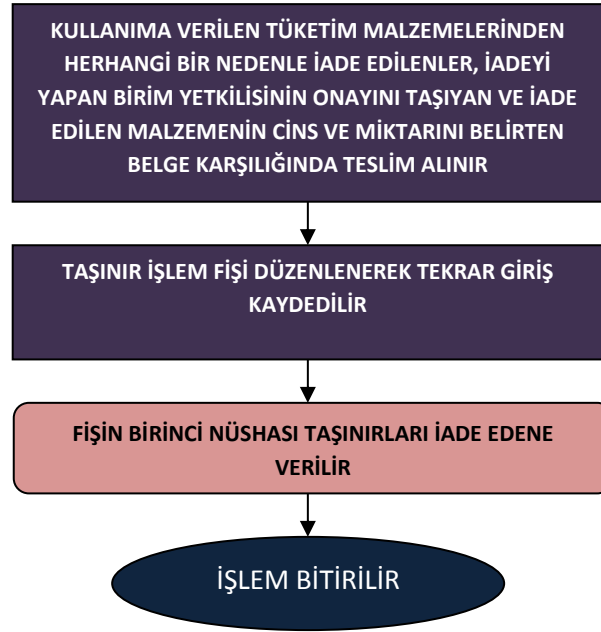 KULLANIMA VERİLEN TÜKETİM MALZEMELERİNDEN
HERHANGİ BİR NEDENLE İADE EDİLENLER, İADEYİ
YAPAN BİRİM YETKİLİSİNİN ONAYINI TAŞIYAN VE İADE
EDİLEN MALZEMENİN CİNS VE MİKTARINI BELİRTEN
BELGE KARŞILIĞINDA TESLİM ALINIR
TAŞINIR İŞLEM FİŞİ DÜZENLENEREK TEKRAR GİRİŞ
KAYDEDİLİR
FİŞİN BİRİNCİ NÜSHASI TAŞINIRLARI İADE EDENE
VERİLİR
İŞLEM BİTİRİLİR